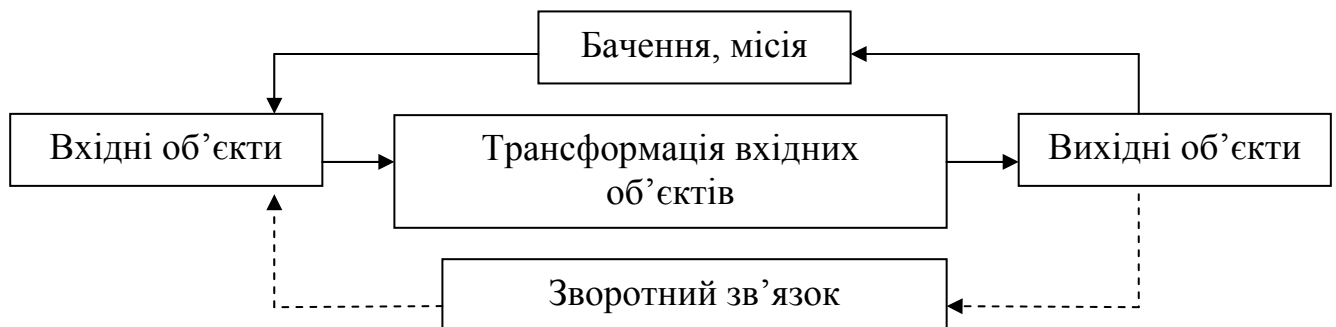 Бачення, місія
Вхідні об’єкти
Трансформація вхідних
об’єктів
Вихідні об’єкти
Зворотний зв’язок